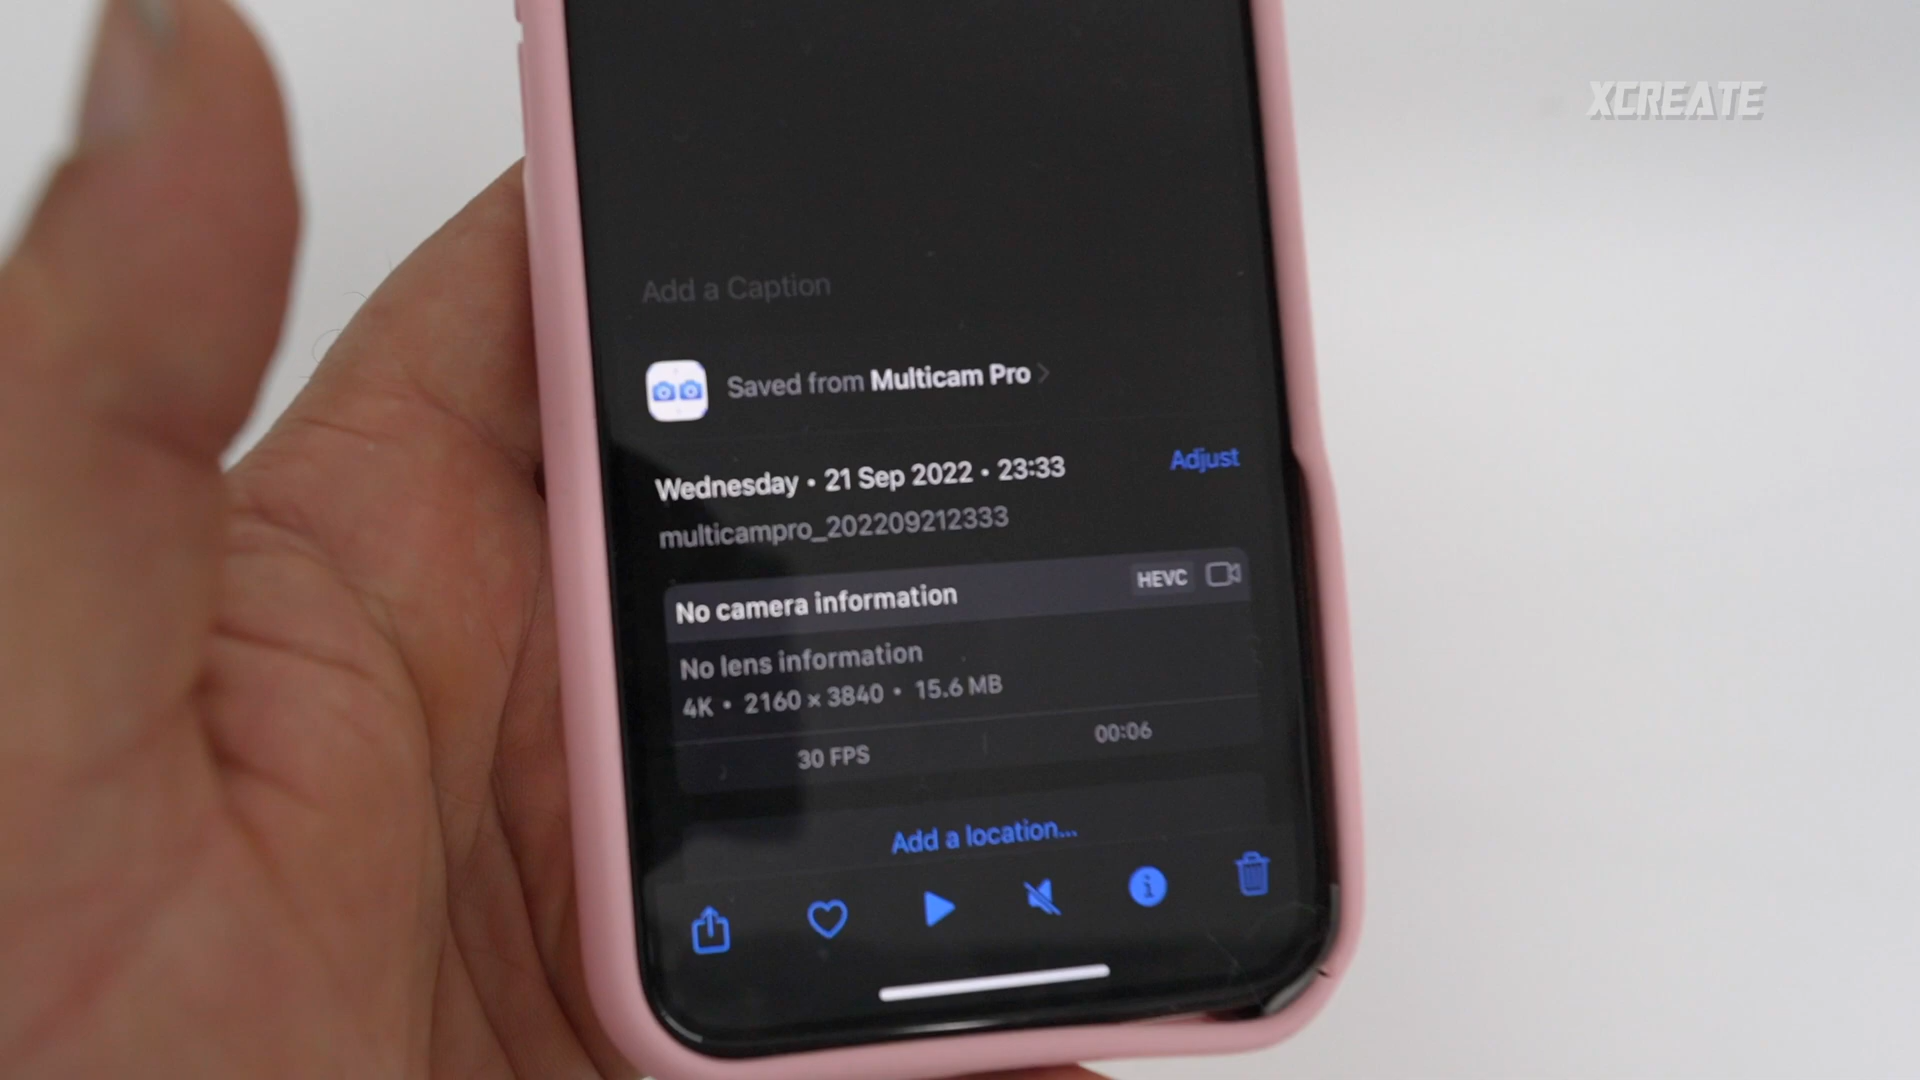 XCREATE
Add a Caption
Saved from Multicam Pro
Wednesday • 21 Sep 2022 • 23:33
Adjust
multicampro_202209212333
No camera information
HEVC
No lens information
4K • 2160 × 3840 • 15.6 MB
30 FPS
00:06
Add a location...